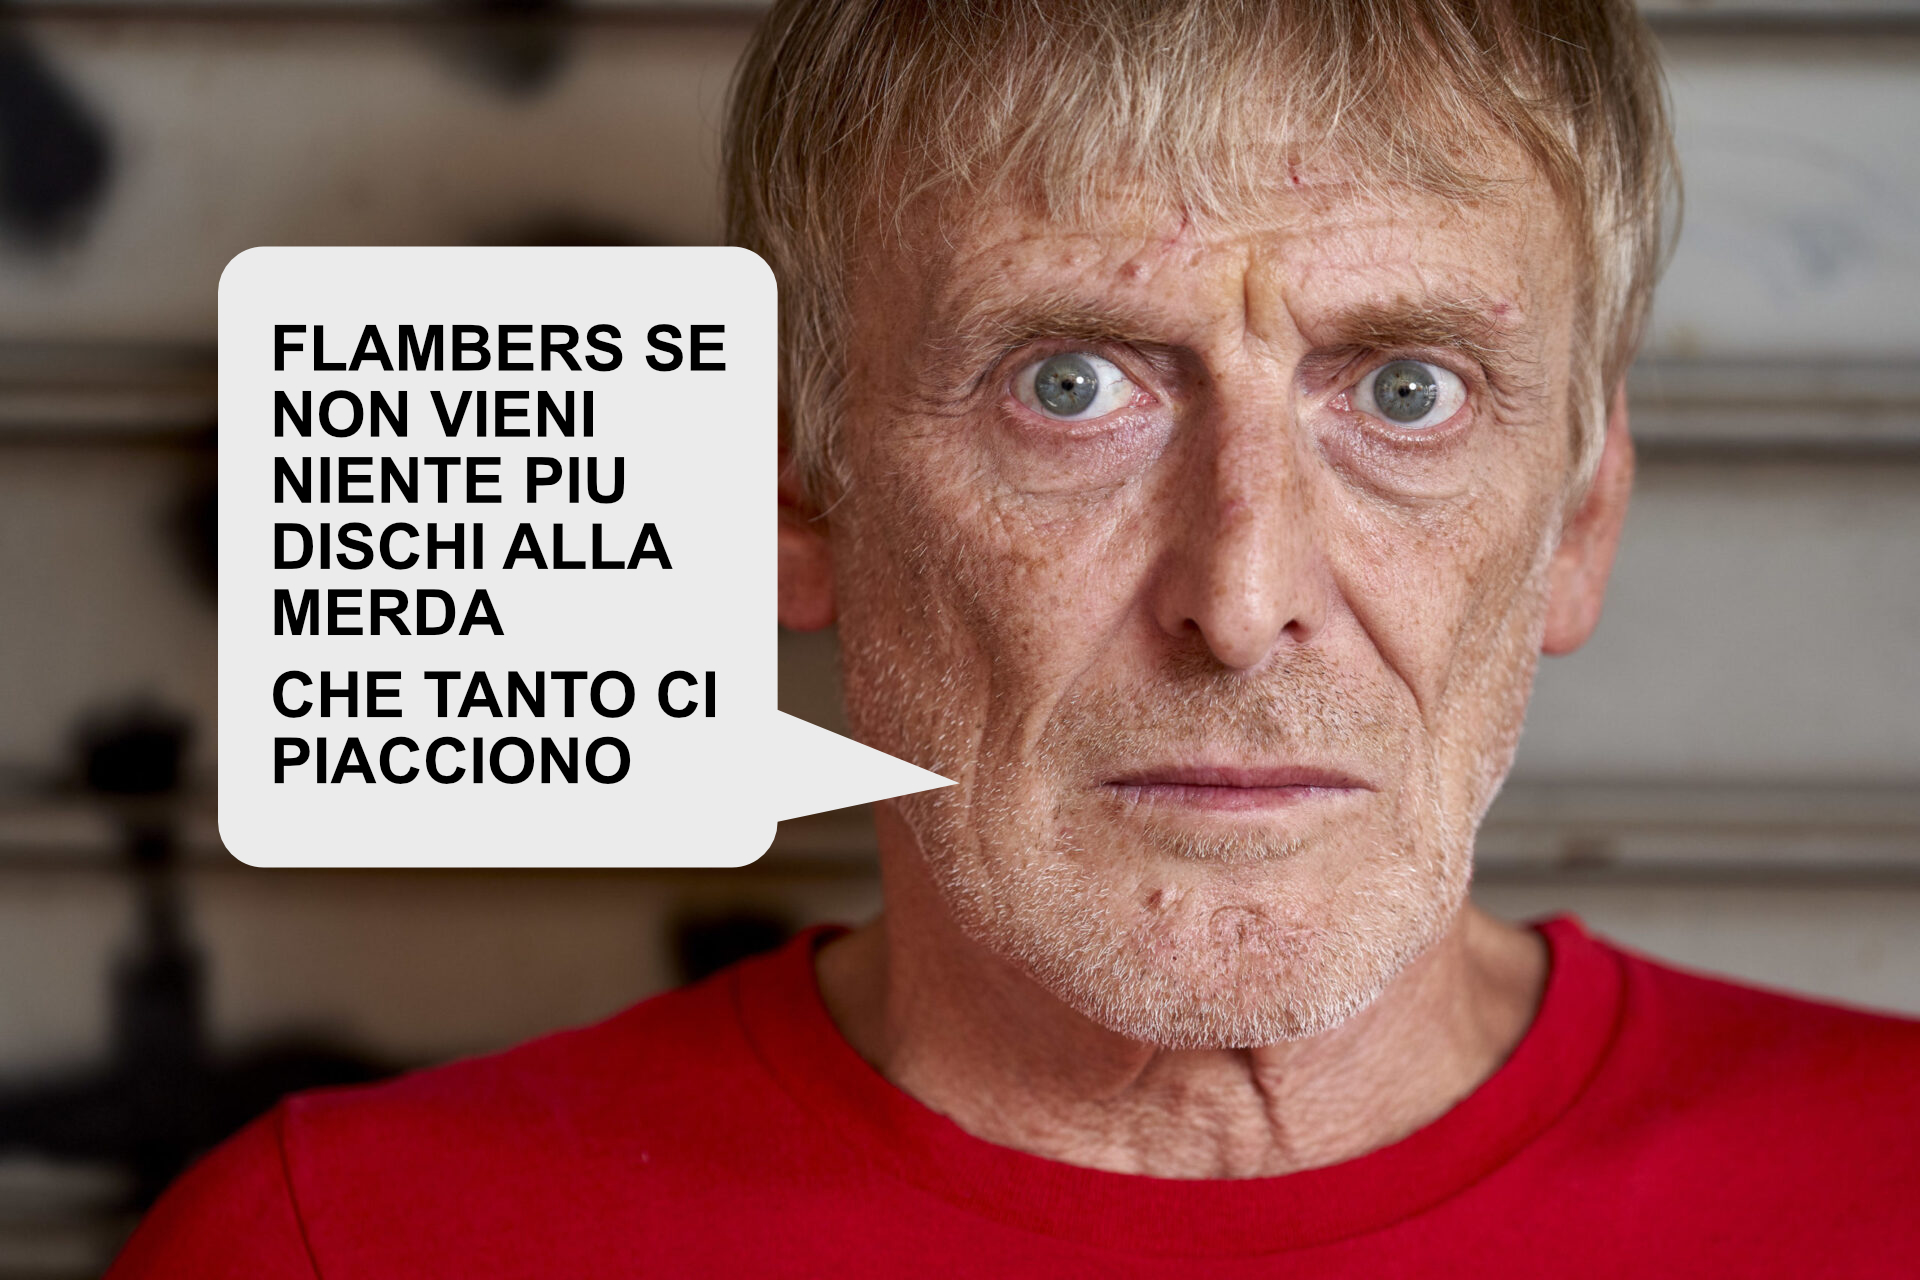 FLAMBERS SE
NON VIENI
NIENTE PIU
DISCHI ALLA
MERDA
CHE TANTO CI
PIACCIONO